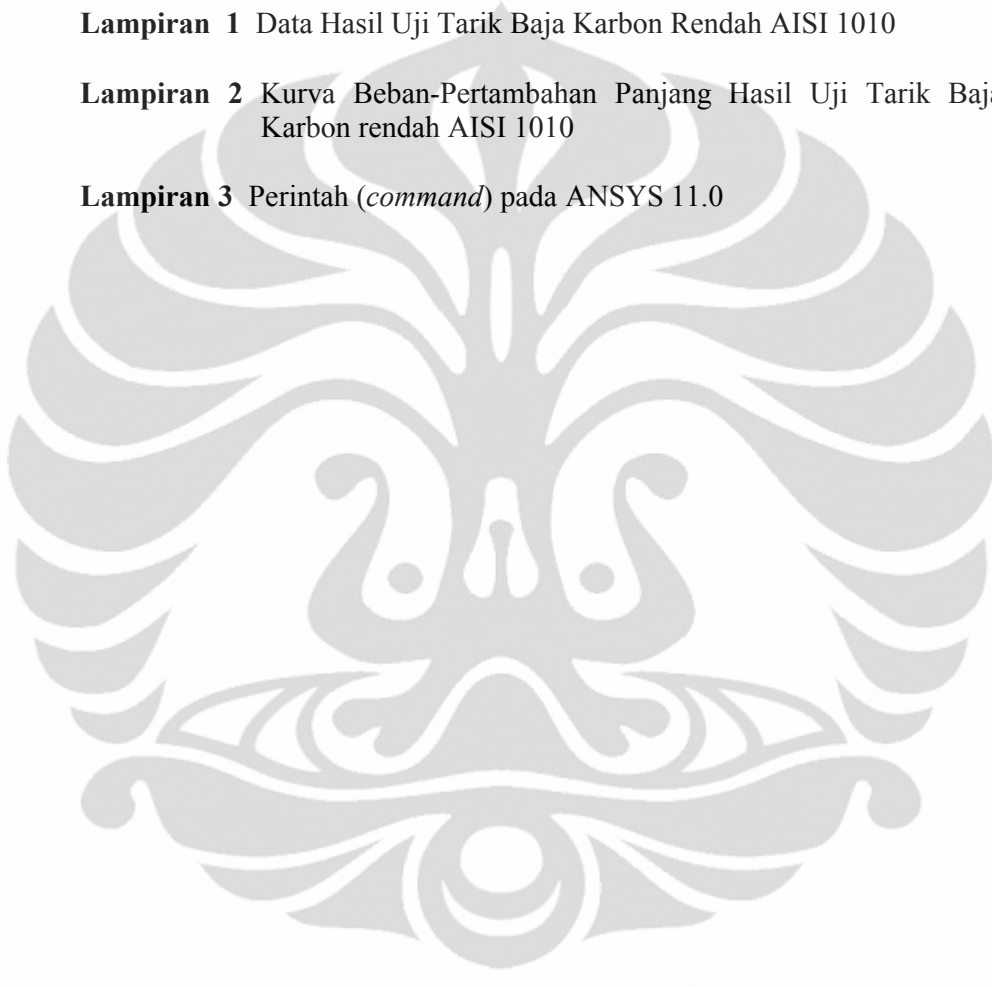 Lampiran 1 Data Hasil Uji Tarik Baja Karbon Rendah AISI 1010
Lampiran 2 Kurva Beban-Pertambahan Panjang Hasil Uji Tarik Baja
Karbon rendah AISI 1010
Lampiran 3 Perintah (command) pada ANSYS 11.0